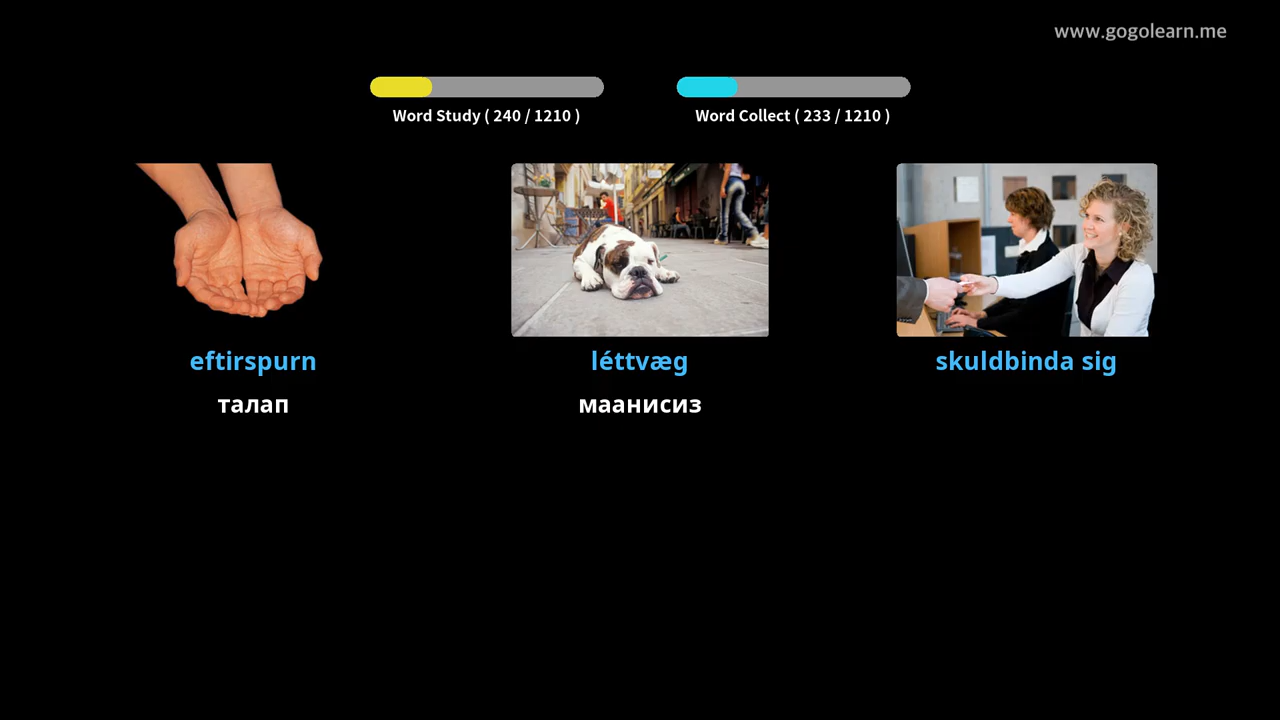 www.gogolearn.me
Word Study ( 240 / 1210 )
Word Collect ( 233 / 1210 )
eftirspurn
léttvæg
skuldbinda sig
талап
маанисиз